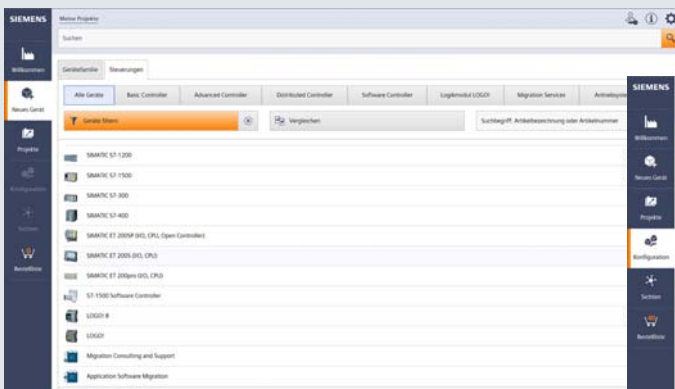 SIEMENS
Meine Projekte
Suchen
Willkommen
Neues Gerät
Projekte
Konfiguration
Sichten
Bestellliste
Gerätefamilie Steuerungen
Alle Geräte Basic Controller Advanced Controller Distributed Controller Software Controller Logikmodul LOGO! Migration Services
Geräte filtern Vergleichen Suchbegriff: Artikelbezeichnung oder Artikelnummer
SIMATIC S7-1200
SIMATIC S7-1500
SIMATIC S7-300
SIMATIC S7-400
SIMATIC ET 200SP (I/O, CPU, Open Controller)
SIMATIC ET 200S (I/O, CPU)
SIMATIC ET 200pro (I/O, CPU)
S7-1500 Software Controller
LOGO! 8
LOGO!
Migration Consulting and Support
Application Software Migration
SIEMENS
Willkommen
Neues Gerät
Projekte
Konfiguration
Sichten
Bestellliste